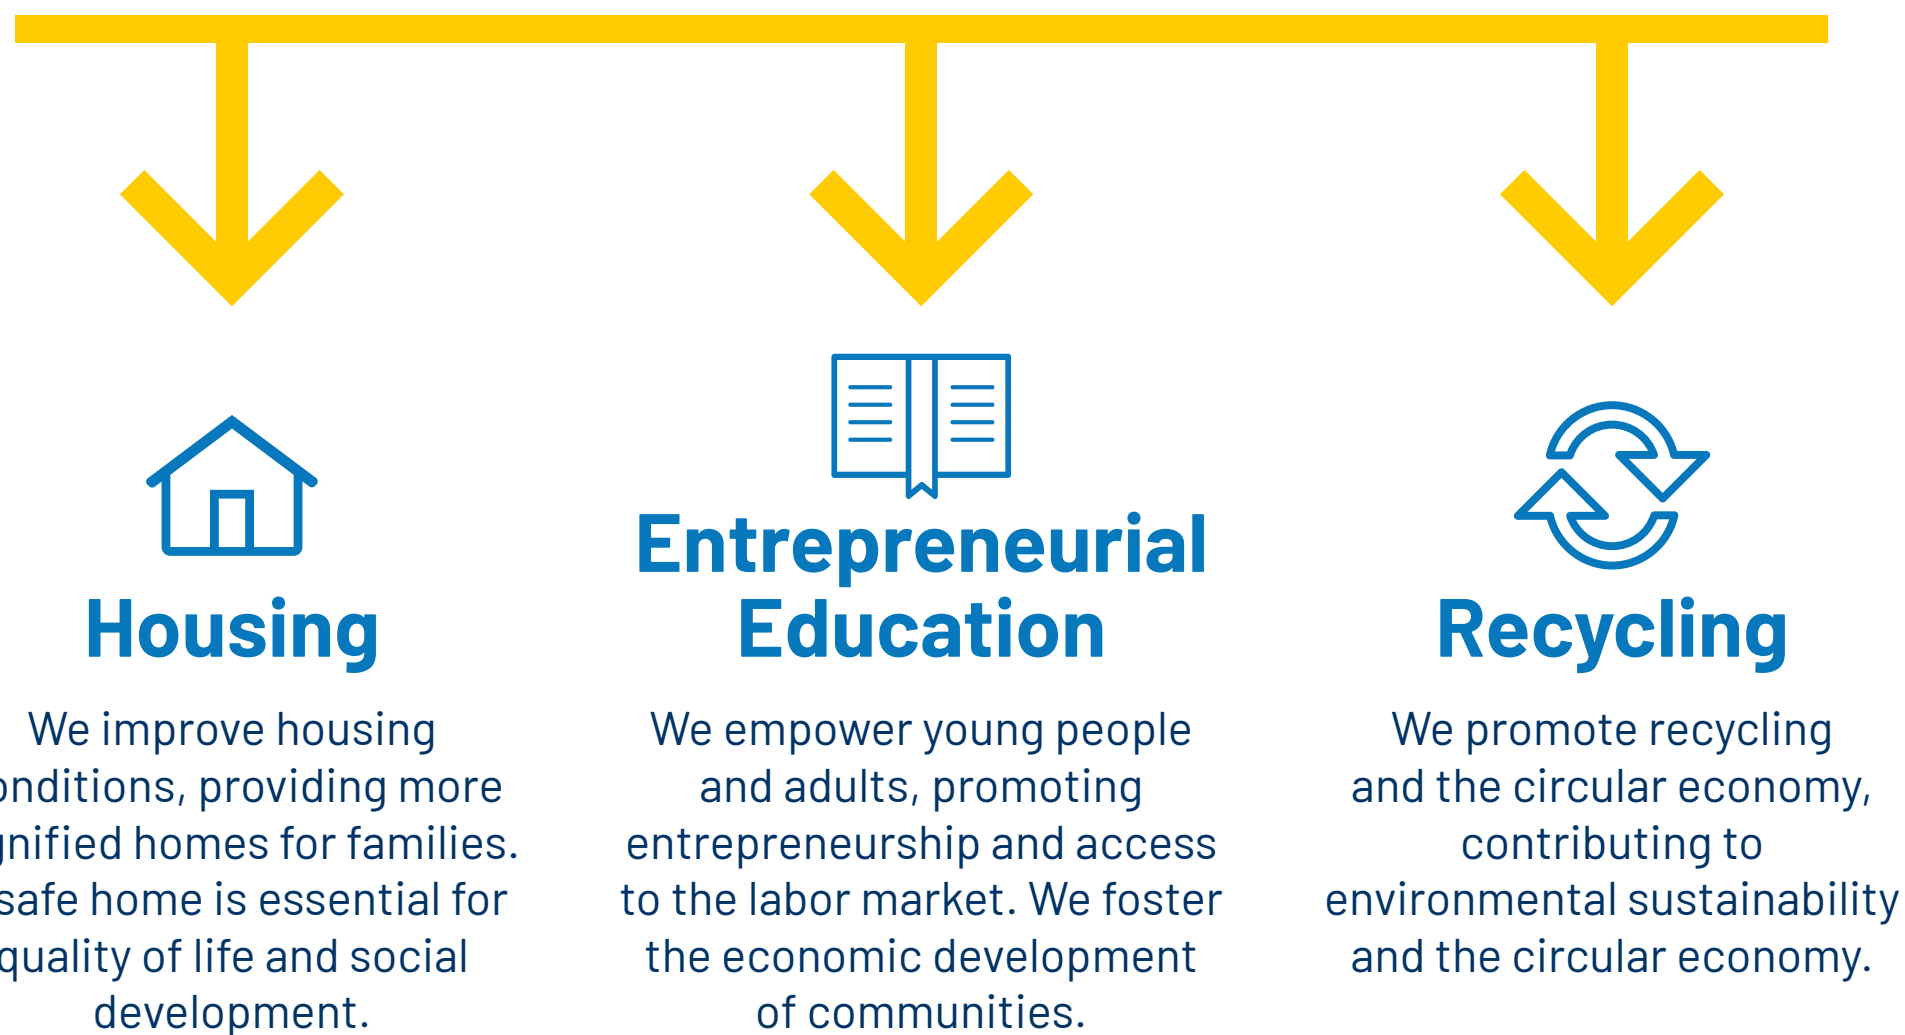 Housing
We improve housing
onditions, providing more
gnified homes for families.
safe home is essential for
quality of life and social
development.
Entrepreneurial
Education
We empower young people
and adults, promoting
entrepreneurship and access
to the labor market. We foster
the economic development
of communities.
Recycling
We promote recycling
and the circular economy,
contributing to
environmental sustainability
and the circular economy.